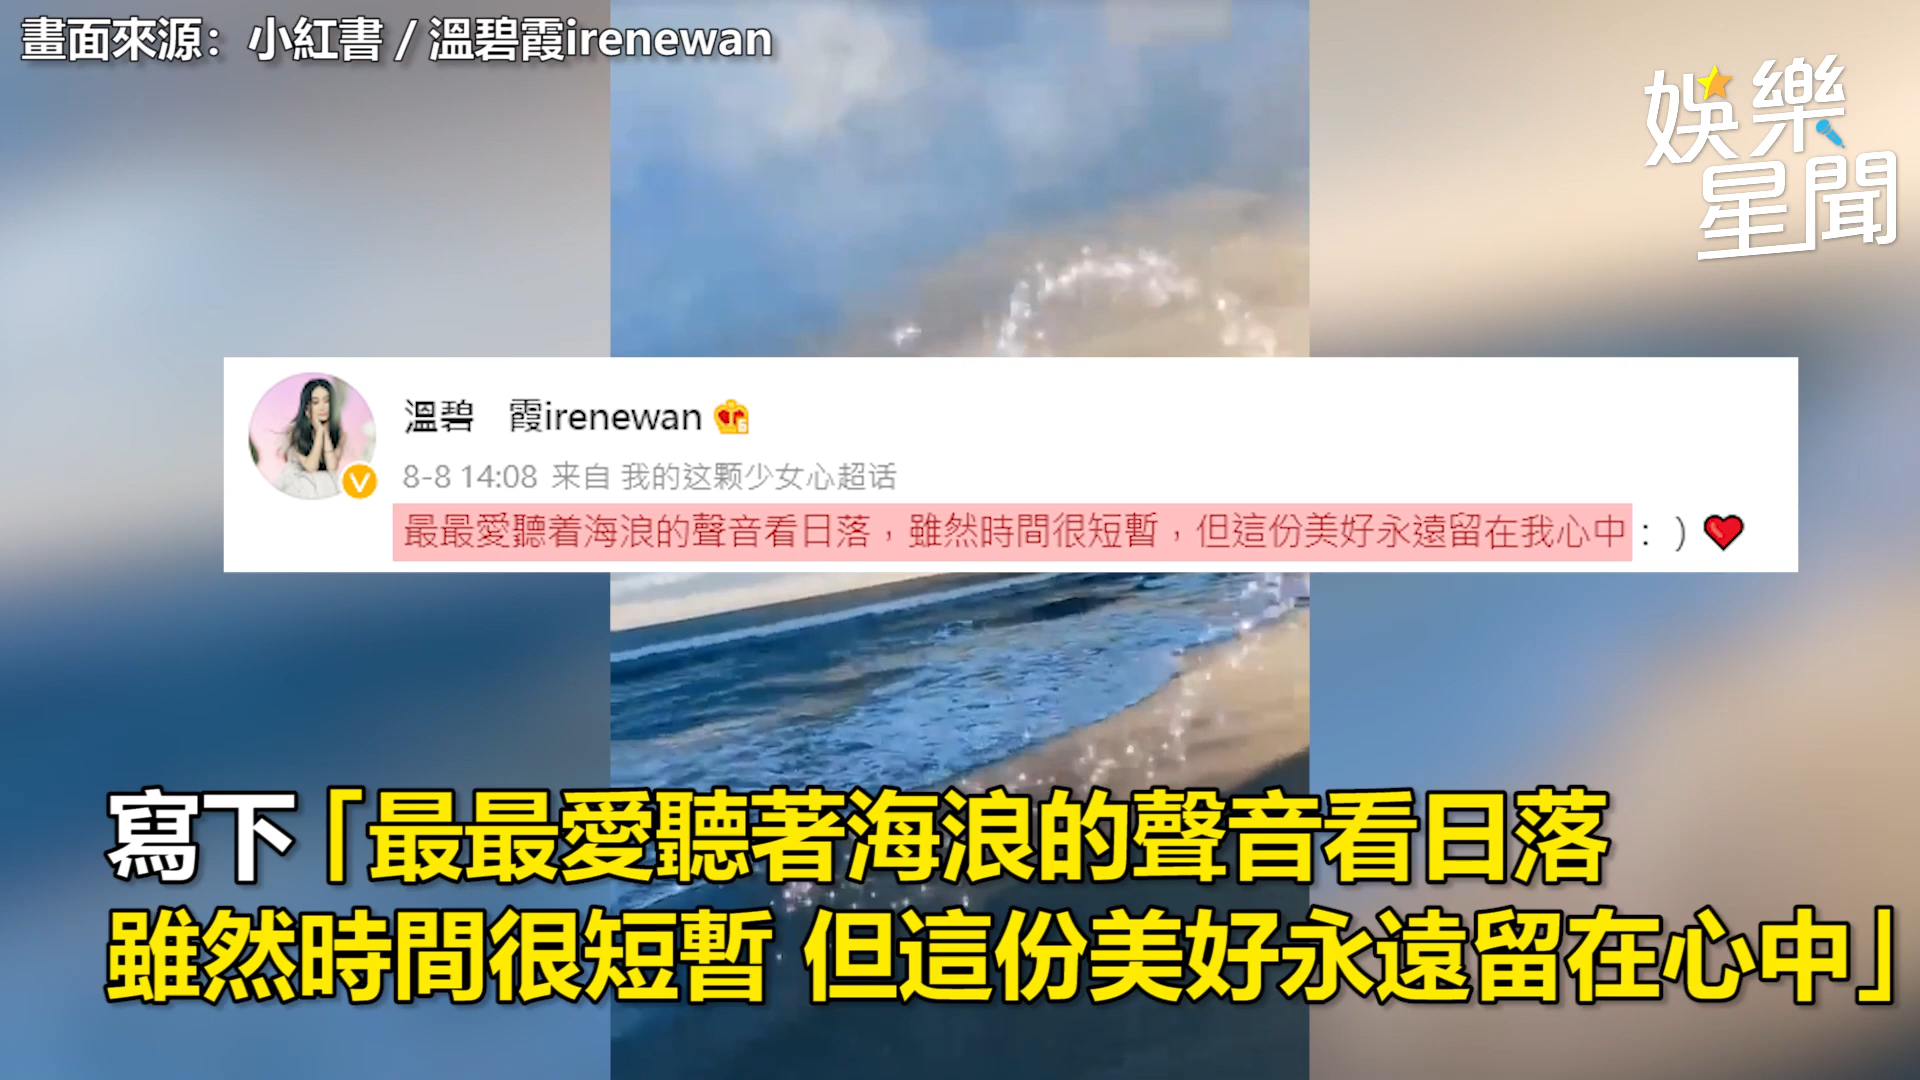 畫面來源：小紅書 / 溫碧霞irenewan
娛樂
星聞
溫碧 霞irenewan
8-8 14:08 来自 我的这颗少女心超话
最最愛聽着海浪的聲音看日落，雖然時間很短暫，但這份美好永遠留在我心中：）
寫下「最最愛聽著海浪的聲音看日落
雖然時間很短暫 但這份美好永遠留在心中」